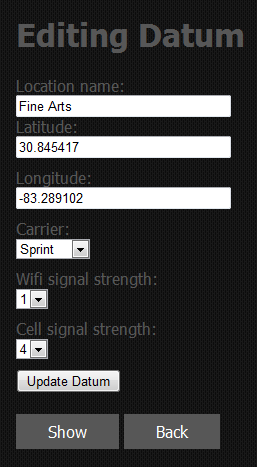 Editing Datum
Location name:
Fine Arts
Latitude:
30.845417
Longitude:
-83.289102
Carrier:
Sprint
Wifi signal strength:
1
Cell signal strength:
4
Update Datum
Show Back